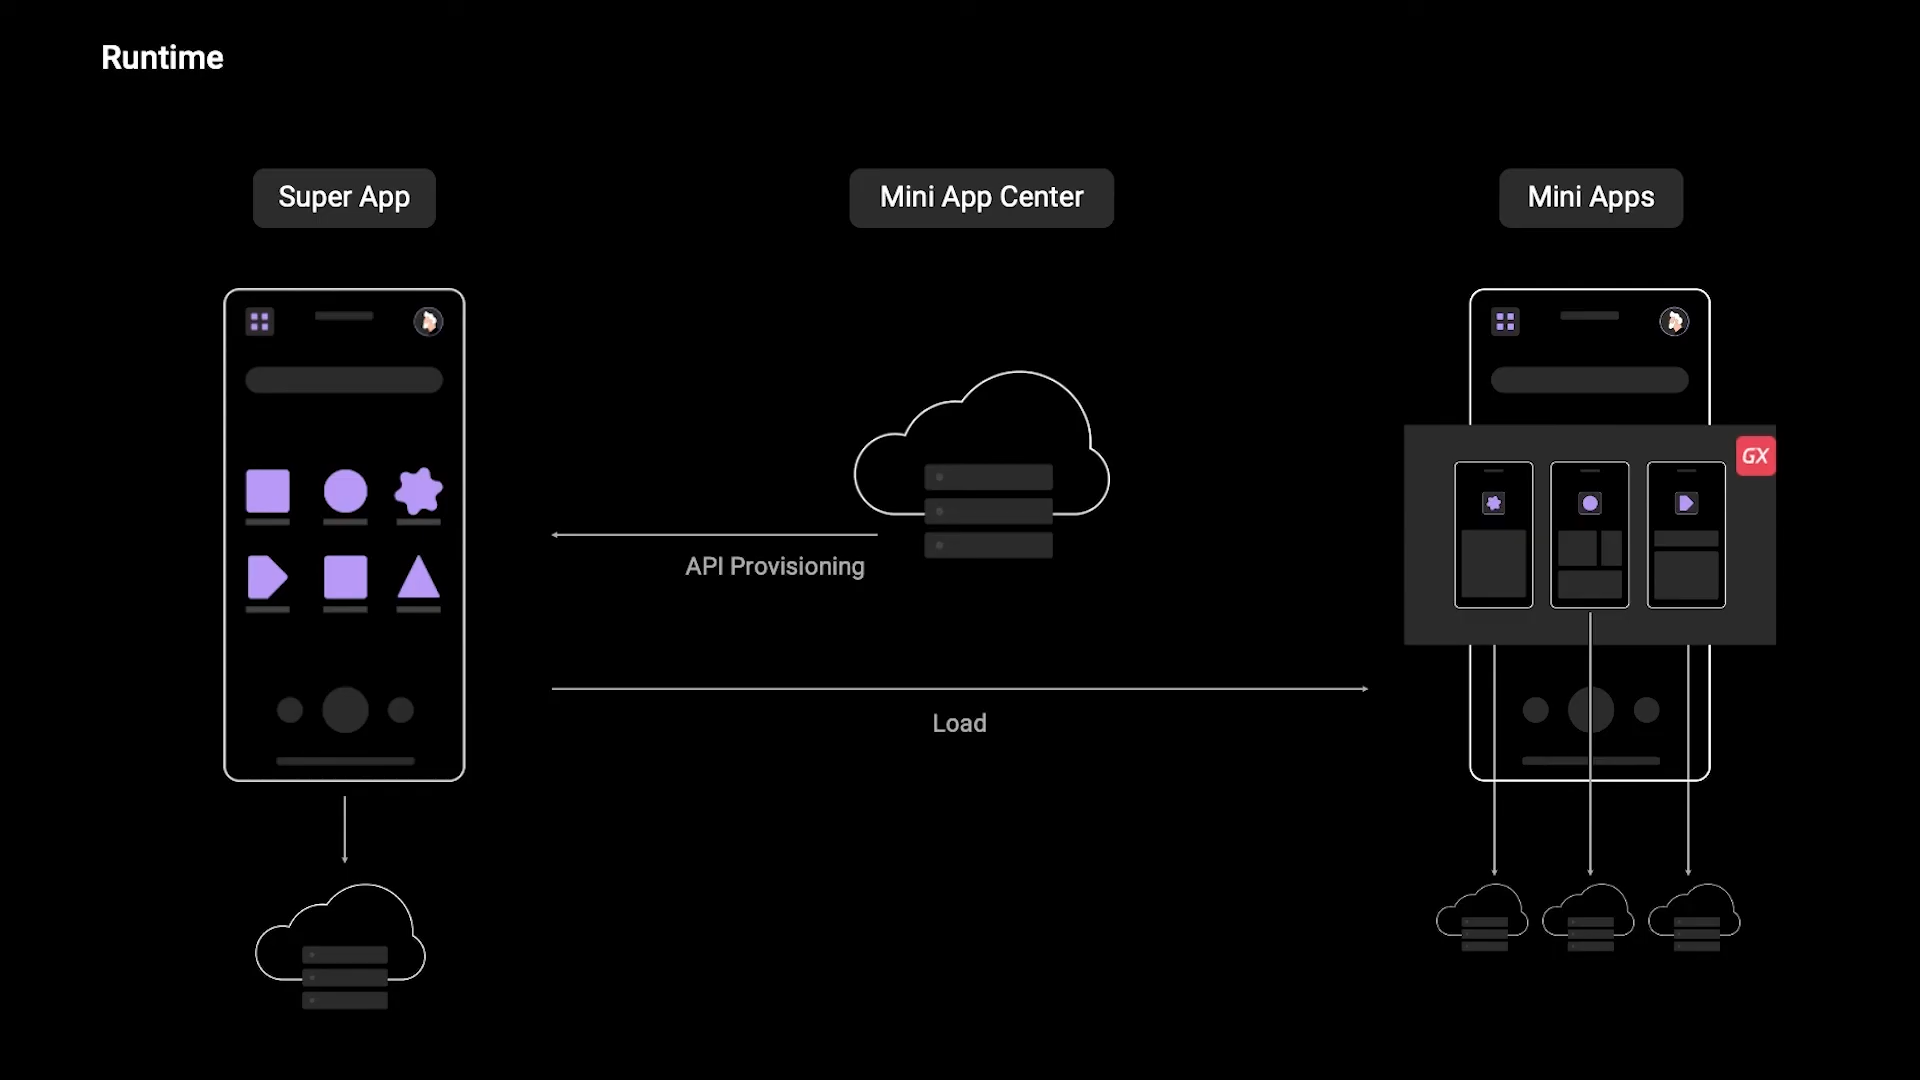 Runtime
Super App
Mini App Center
Mini Apps
GX
API Provisioning
Load